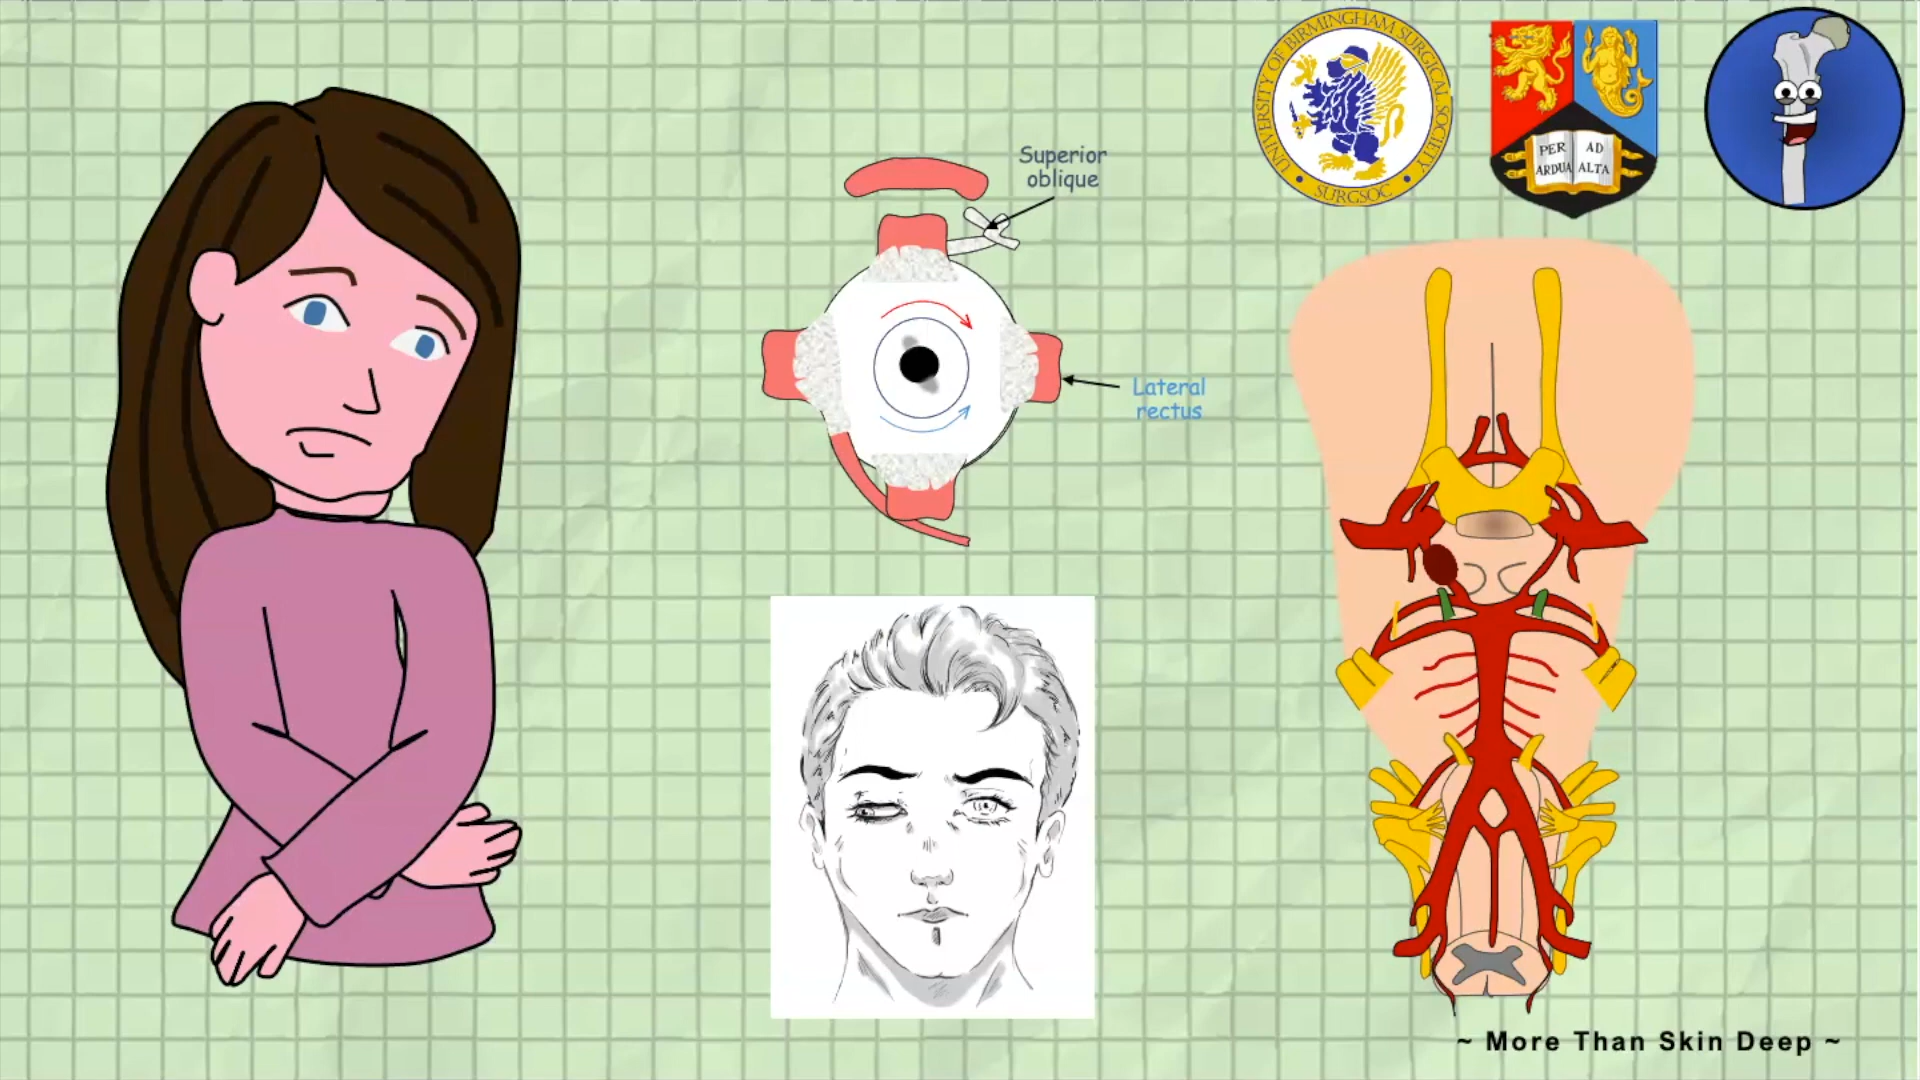 UNIVERSITY OF BIRMINGHAM SURGICAL SOCIETY
• SURGSOC •
PER AD
ARDUA ALTA
Superior
oblique
Lateral
rectus
~ More Than Skin Deep ~